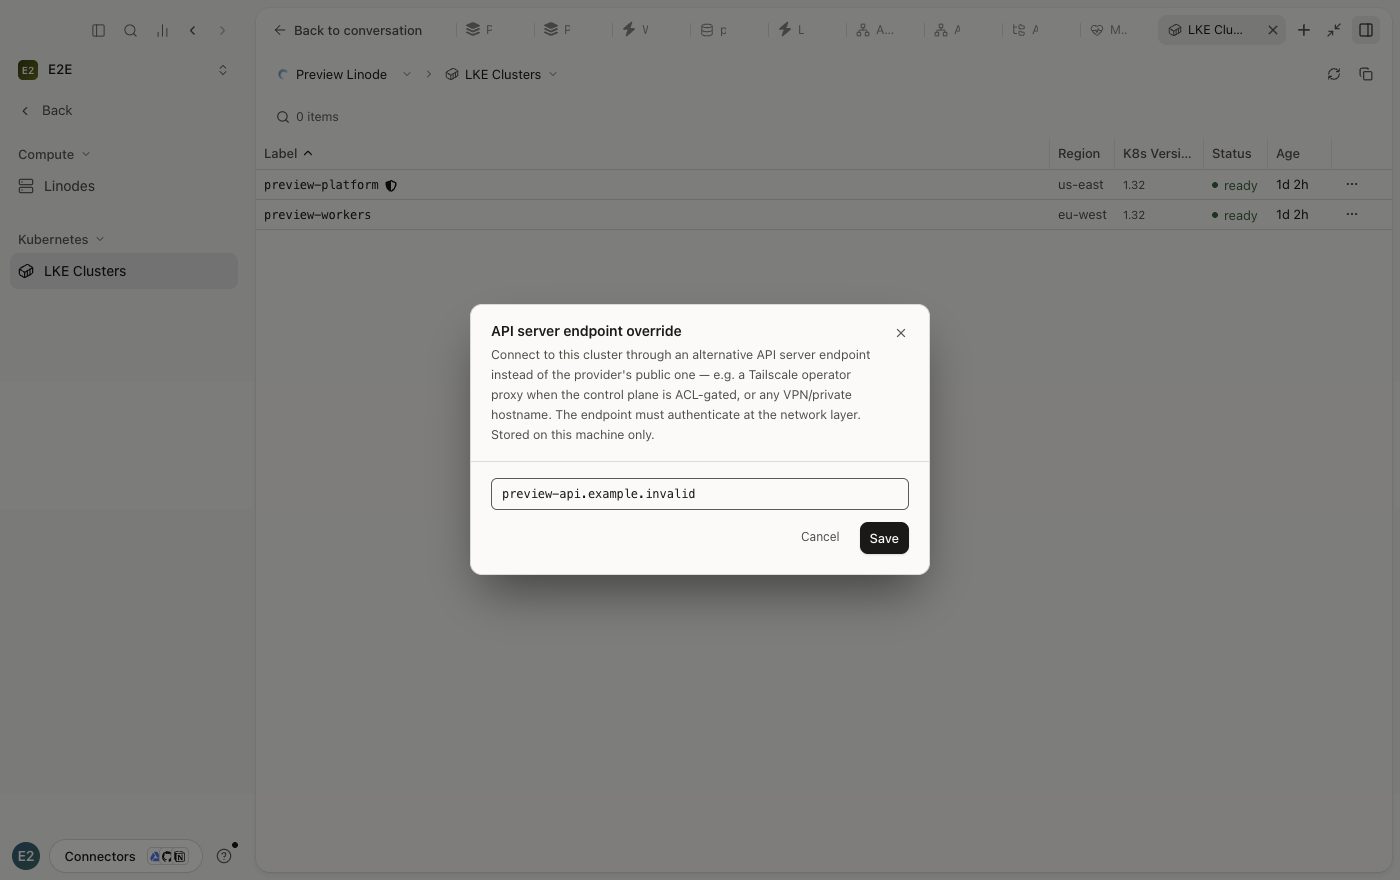 Back to conversation
P
P
V
p
L
A...
A
A
M..
LKE Clu...
E2
E2E
Preview Linode
LKE Clusters
Back
0 items
Compute
Linodes
Kubernetes
LKE Clusters
Label
Region
K8s Versi...
Status
Age
preview-platform
us-east
1.32
ready
1d 2h
preview-workers
eu-west
1.32
ready
1d 2h
API server endpoint override
Connect to this cluster through an alternative API server endpoint
instead of the provider's public one — e.g. a Tailscale operator
proxy when the control plane is ACL-gated, or any VPN/private
hostname. The endpoint must authenticate at the network layer.
Stored on this machine only.
preview-api.example.invalid
Cancel
Save
E2
Connectors